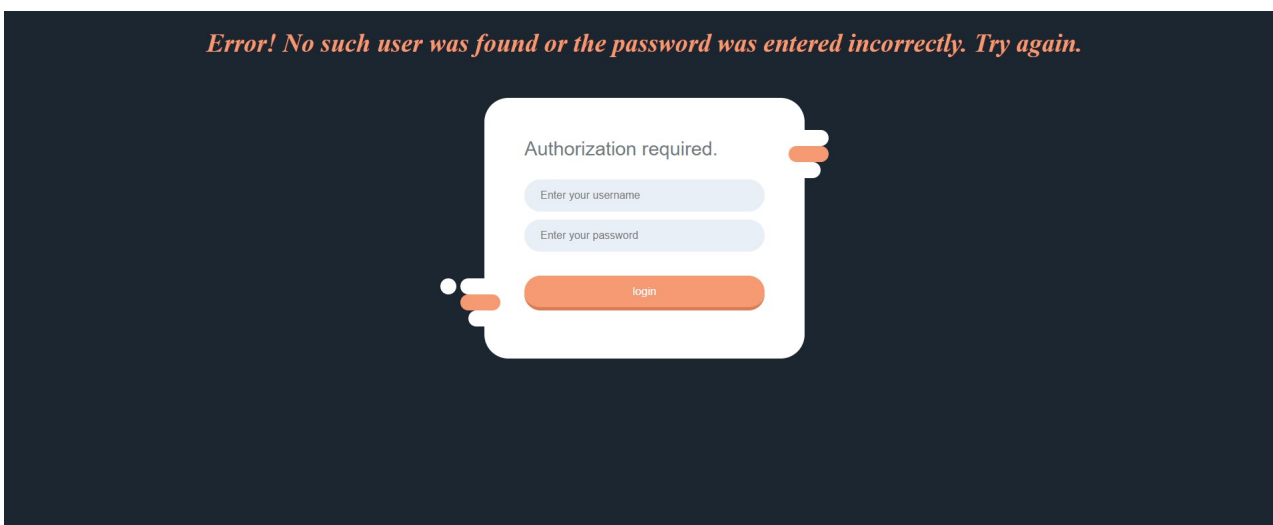 Error! No such user was found or the password was entered incorrectly. Try again.
Authorization required.
Enter your username
Enter your password
login